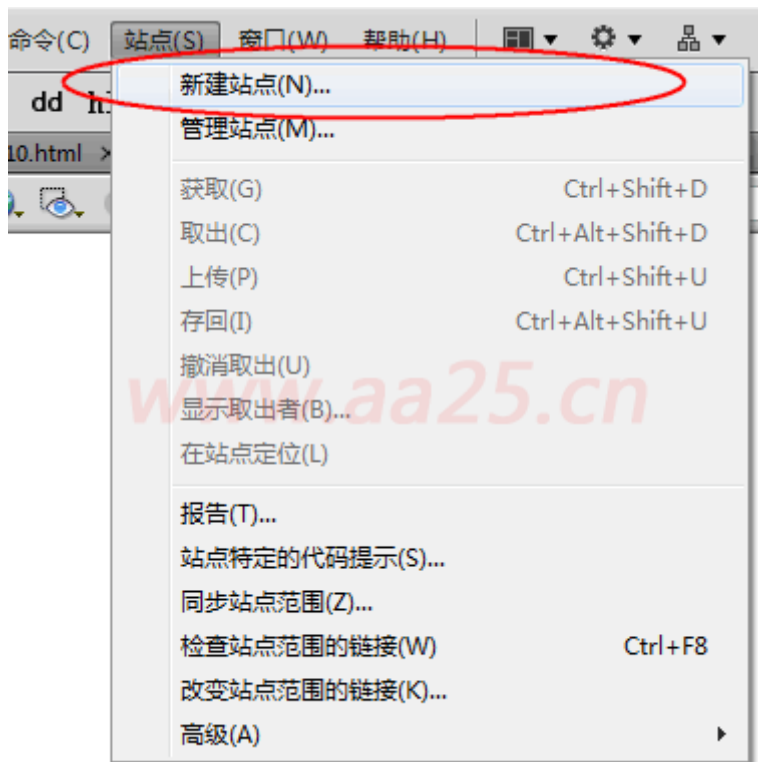 命令(C) 站点(S) 窗口(W) 帮助(H)
新建站点(N)...
dd
管理站点(M)...
10.html ×
获取(G) Ctrl+Shift+D
取出(C) Ctrl+Alt+Shift+D
上传(P) Ctrl+Shift+U
存回(I) Ctrl+Alt+Shift+U
撤消取出(U)
www.aa25.cn
显示取出者(B)...
在站点定位(L)
报告(T)...
站点特定的代码提示(S)...
同步站点范围(Z)...
检查站点范围的链接(W) Ctrl+F8
改变站点范围的链接(K)...
高级(A)